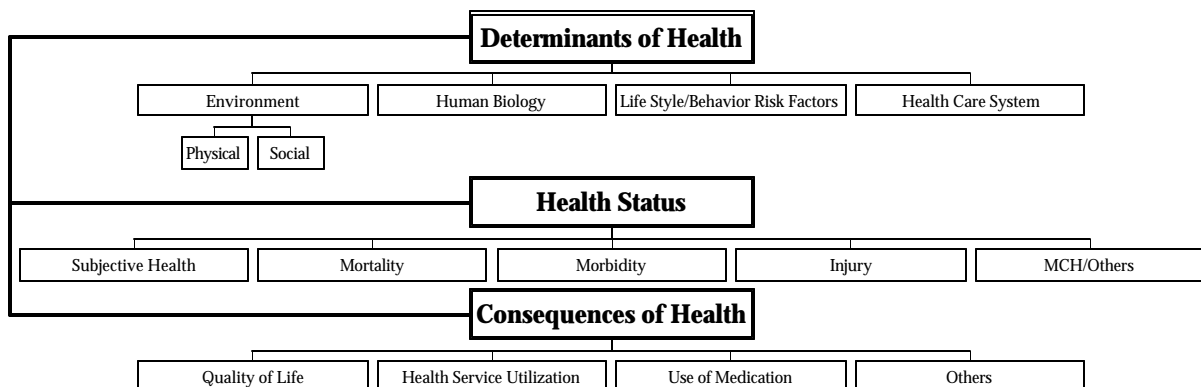 Determinants of Health
Environment
Human Biology
Life Style/Behavior Risk Factors
Health Care System
Physical
Social
Health Status
Subjective Health
Mortality
Morbidity
Injury
MCH/Others
Consequences of Health
Quality of Life
Health Service Utilization
Use of Medication
Others